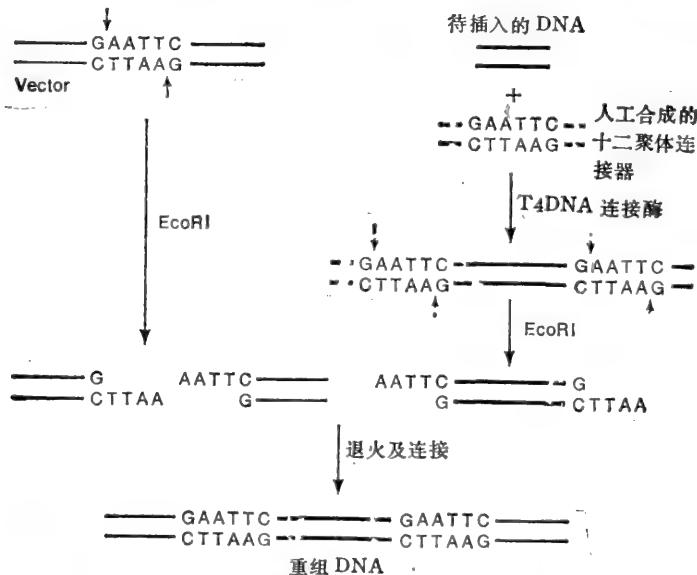 GAATTC
CTTAAG
Vector
EcoRI
待插入的 DNA
+
GAATTC
CTTAAG
人工合成的
十二聚体连
接器
T4DNA 连接酶
GAATTC GAATTC
CTTAAG CTTAAG
EcoRI
G AATTC AATTC G
CTTAA G G CTTAA
退火及连接
GAATTC GAATTC
CTTAAG CTTAAG
重组 DNA